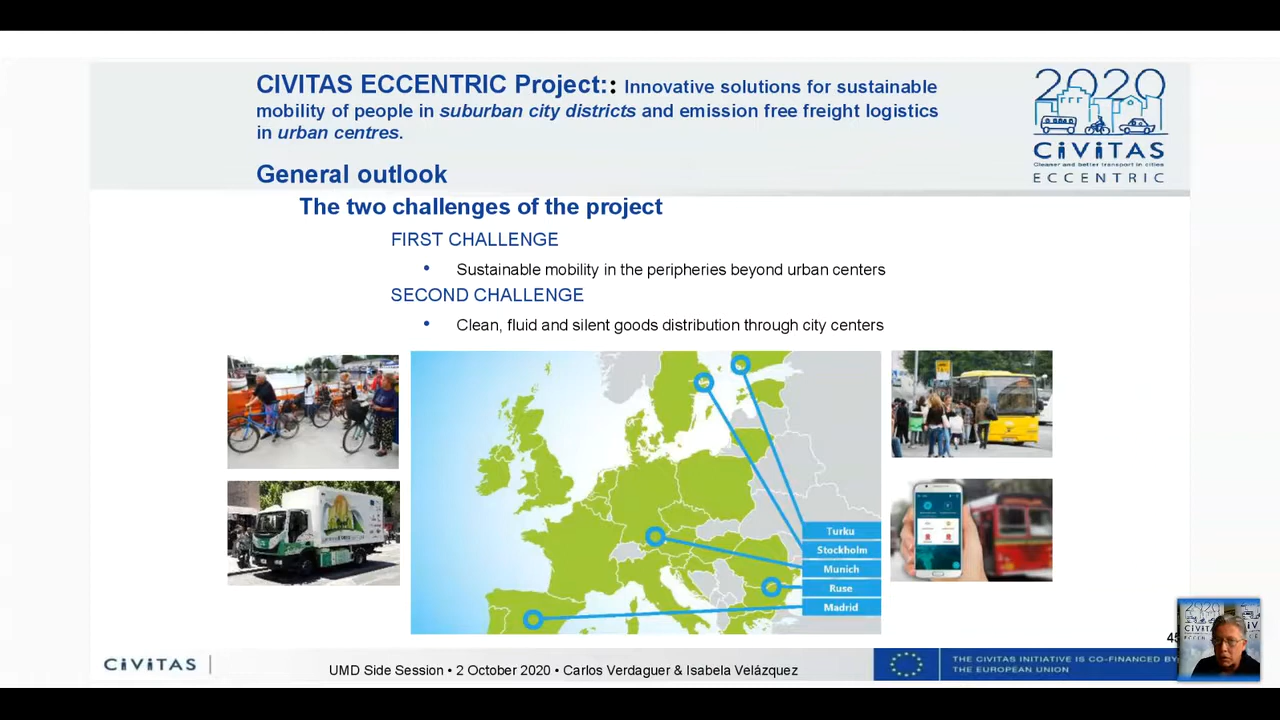 CIVITAS ECCENTRIC Project:: Innovative solutions for sustainable
mobility of people in suburban city districts and emission free freight logistics
in urban centres.
2020
CIVITAS
Cleaner and better transport in cities
ECCENTRIC
General outlook
The two challenges of the project
FIRST CHALLENGE
• Sustainable mobility in the peripheries beyond urban centers
SECOND CHALLENGE
• Clean, fluid and silent goods distribution through city centers
Turku
Stockholm
Munich
Ruse
Madrid
CIVITAS
UMD Side Session • 2 October 2020 • Carlos Verdaguer & Isabela Velázquez
THE CIVITAS INITIATIVE IS CO-FINANCED BY
THE EUROPEAN UNION
2020